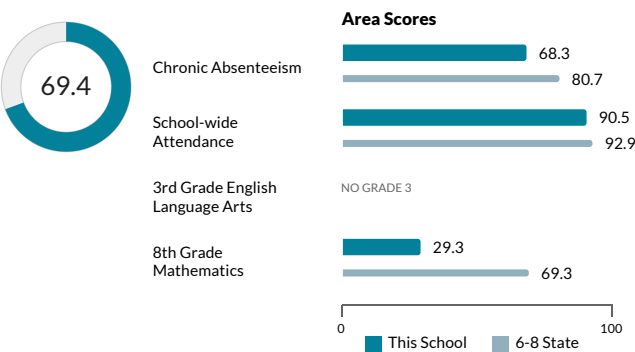 Area Scores
69.4
Chronic Absenteeism
68.3
80.7
School-wide
Attendance
90.5
92.9
3rd Grade English
Language Arts
NO GRADE 3
8th Grade
Mathematics
29.3
69.3
0 100
This School 6-8 State